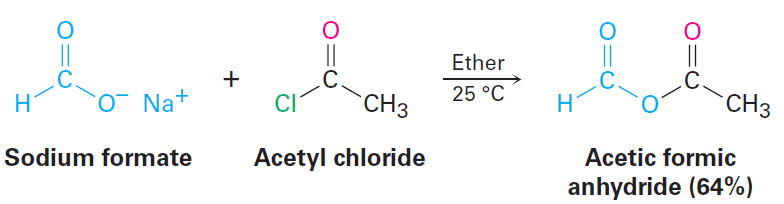 O
H C O⁻ Na⁺
Sodium formate
+
O
Cl C CH₃
Acetyl chloride
Ether
25 °C
O O
H C O C CH₃
Acetic formic
anhydride (64%)